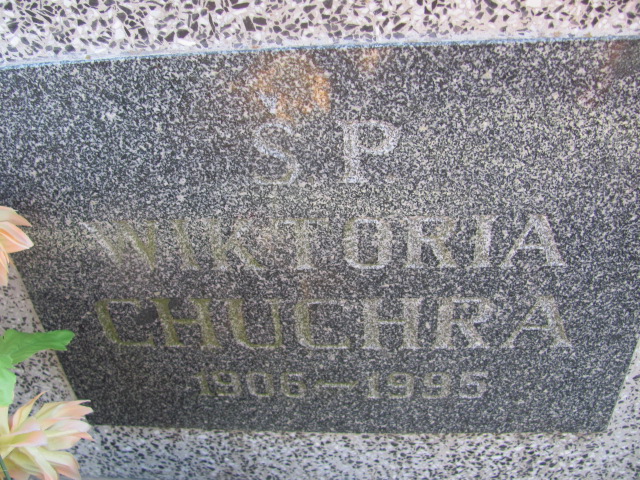 S.P.
WIKTORIA
CHUCHRA
1906-1995